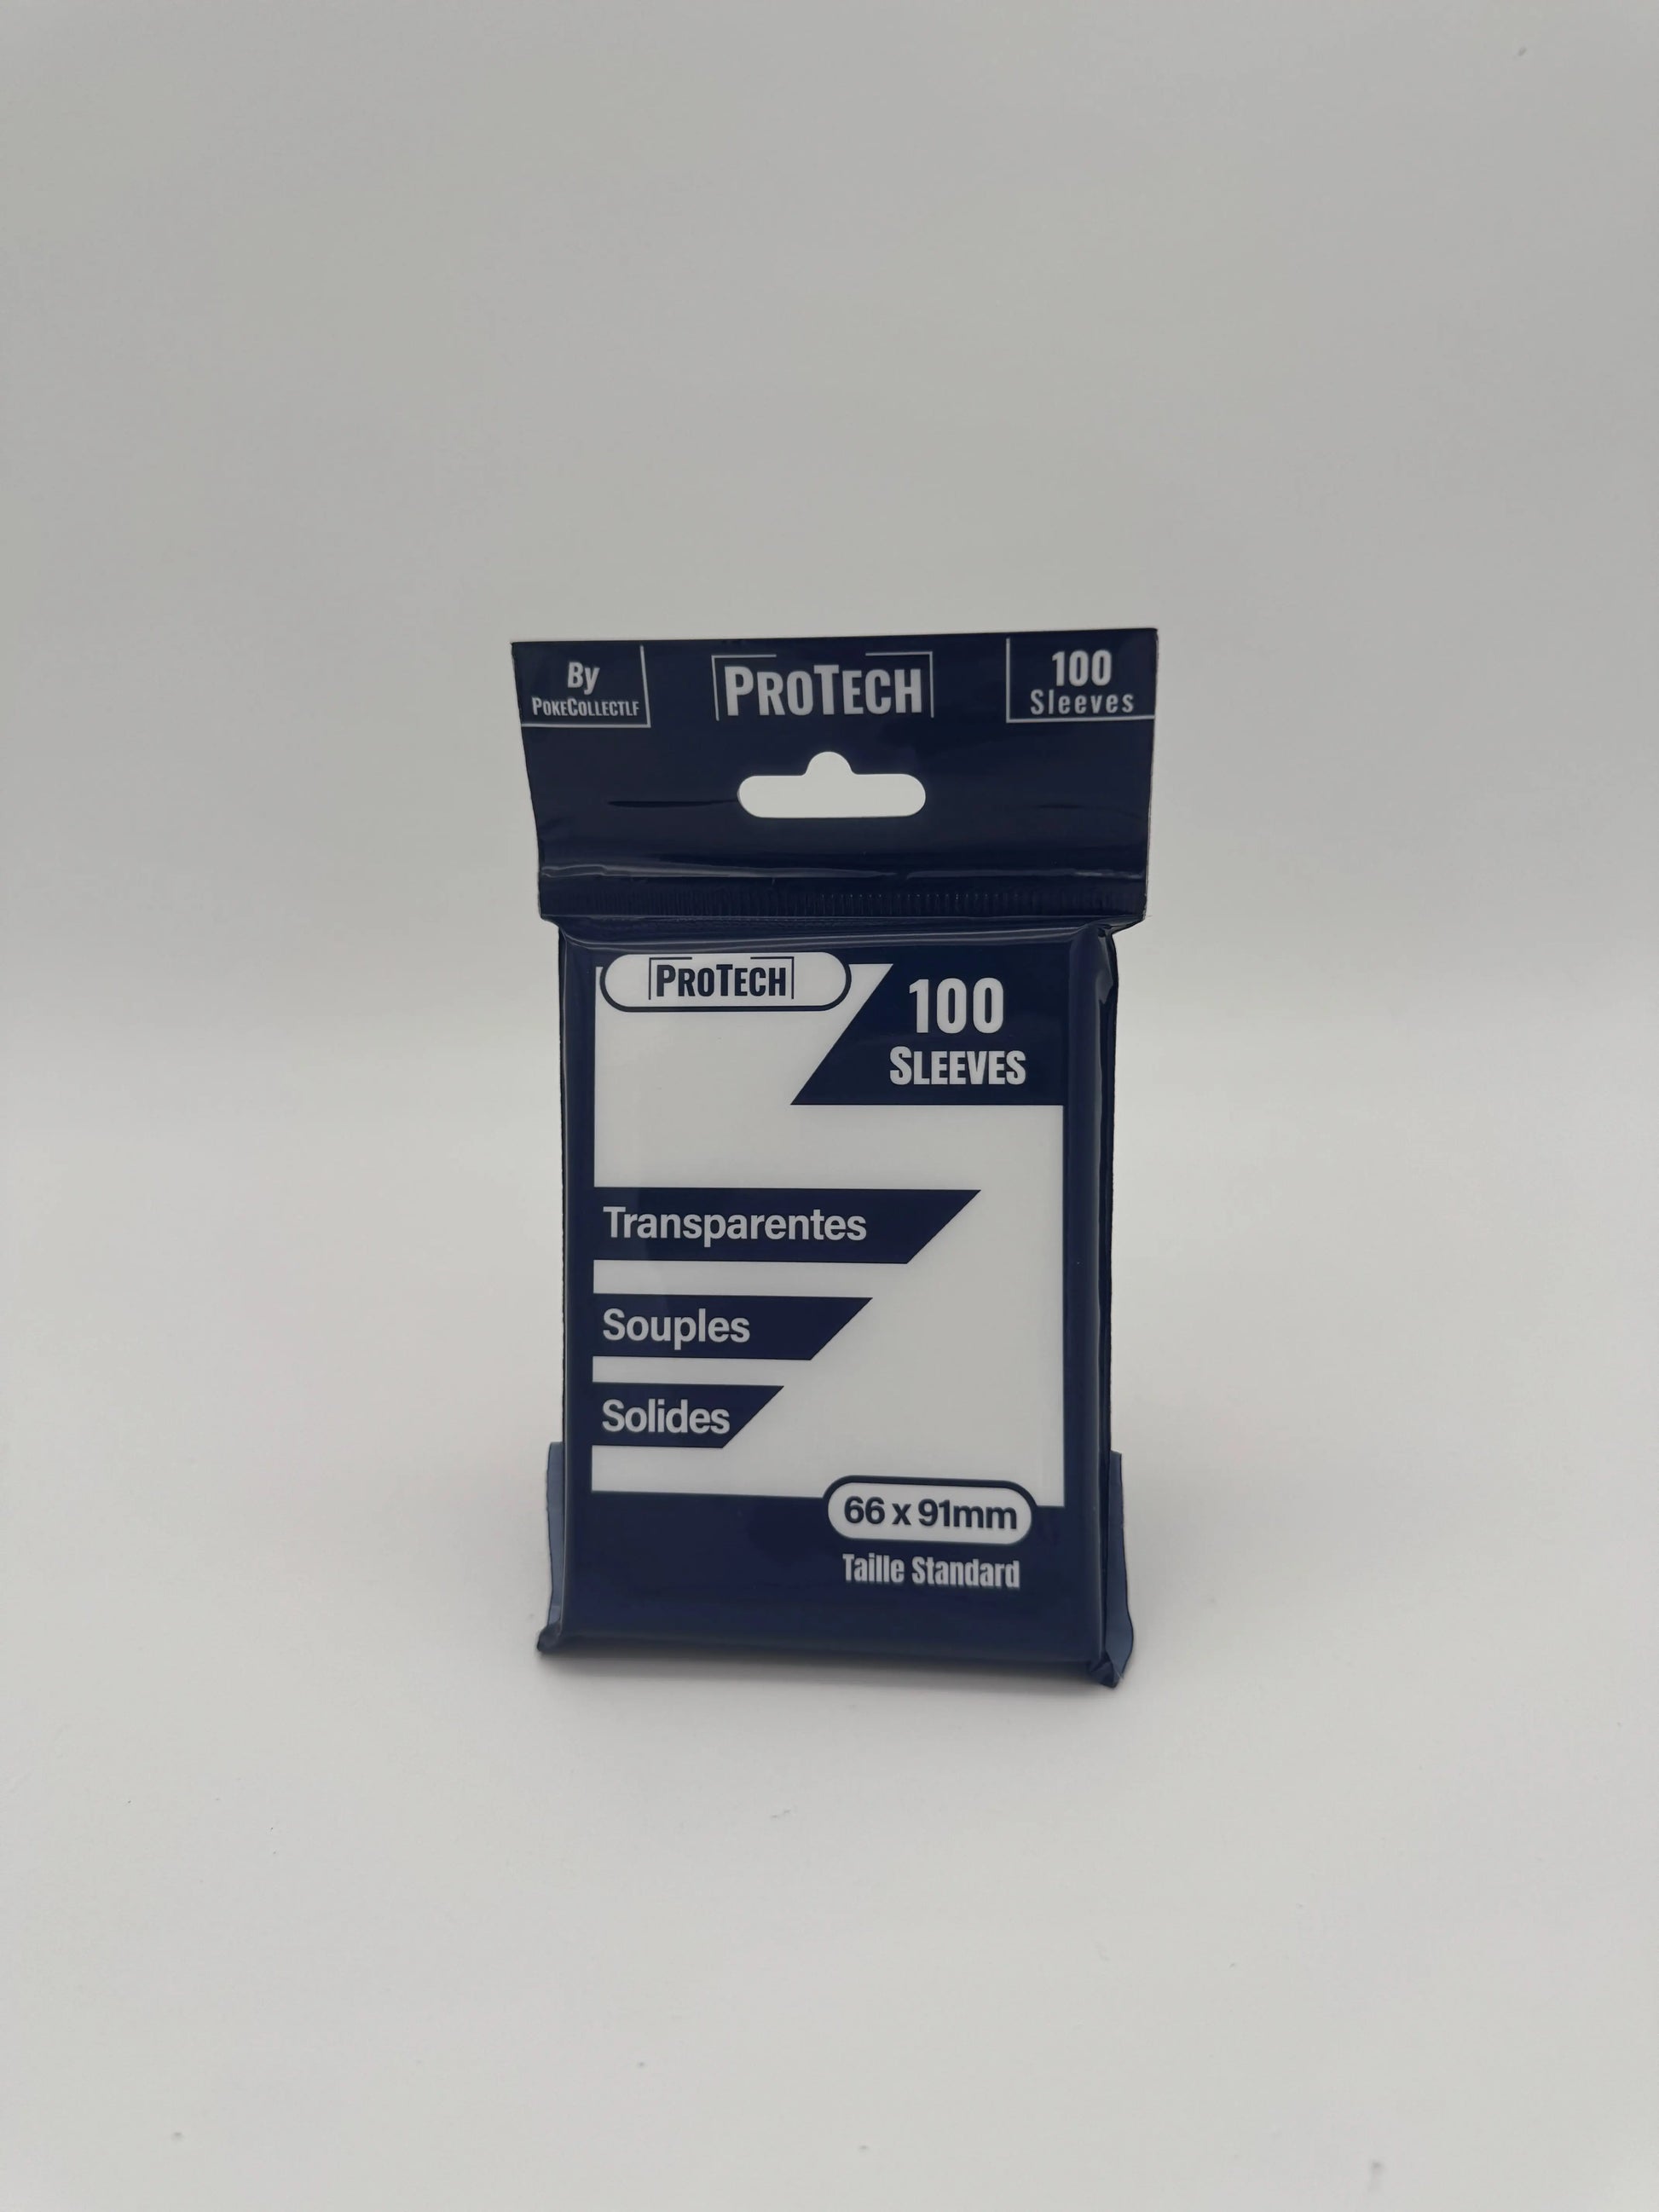 By
POKECOLLECTLF
PROTECH
100
Sleeves
PROTECH
100
SLEEVES
Transparentes
Souples
Solides
66 x 91mm
Taille Standard